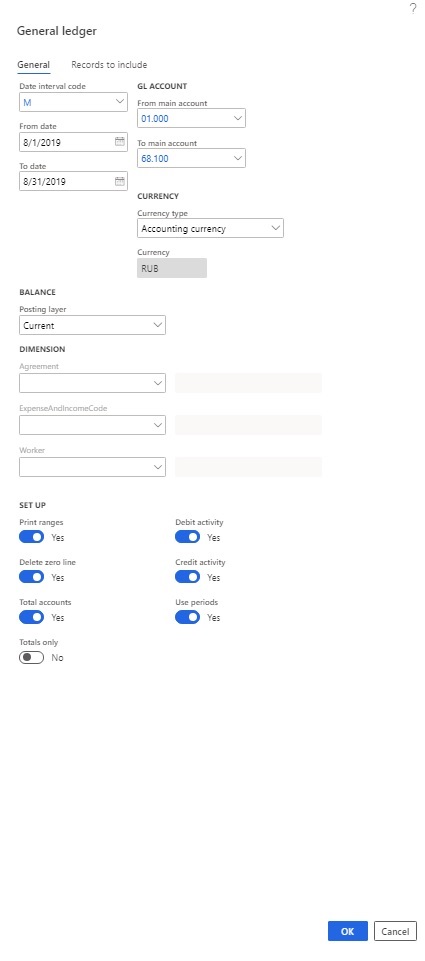 ?
General ledger
General
Records to include
Date interval code
M
From date
8/1/2019
To date
8/31/2019
GL ACCOUNT
From main account
01.000
To main account
68.100
CURRENCY
Currency type
Accounting currency
Currency
RUB
BALANCE
Posting layer
Current
DIMENSION
Agreement
ExpenseAndIncomeCode
Worker
SET UP
Print ranges
Yes
Debit activity
Yes
Delete zero line
Yes
Credit activity
Yes
Total accounts
Yes
Use periods
Yes
Totals only
No
OK
Cancel